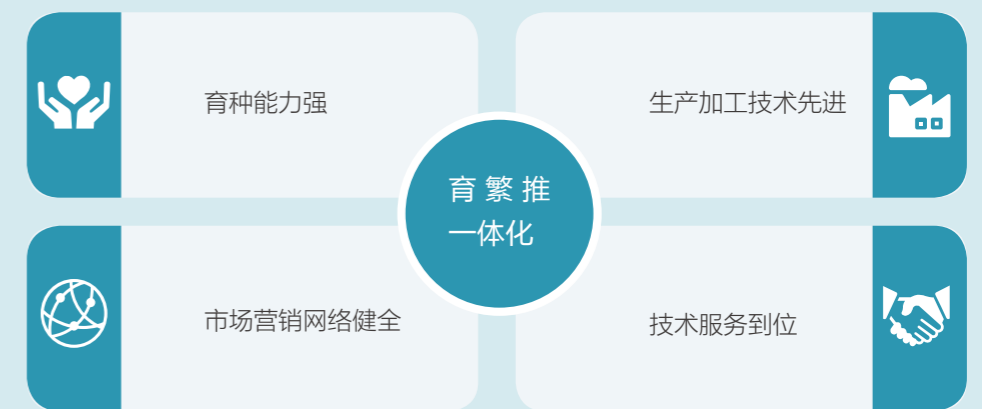 育种能力强
生产加工技术先进
育繁推
一体化
市场营销网络健全
技术服务到位